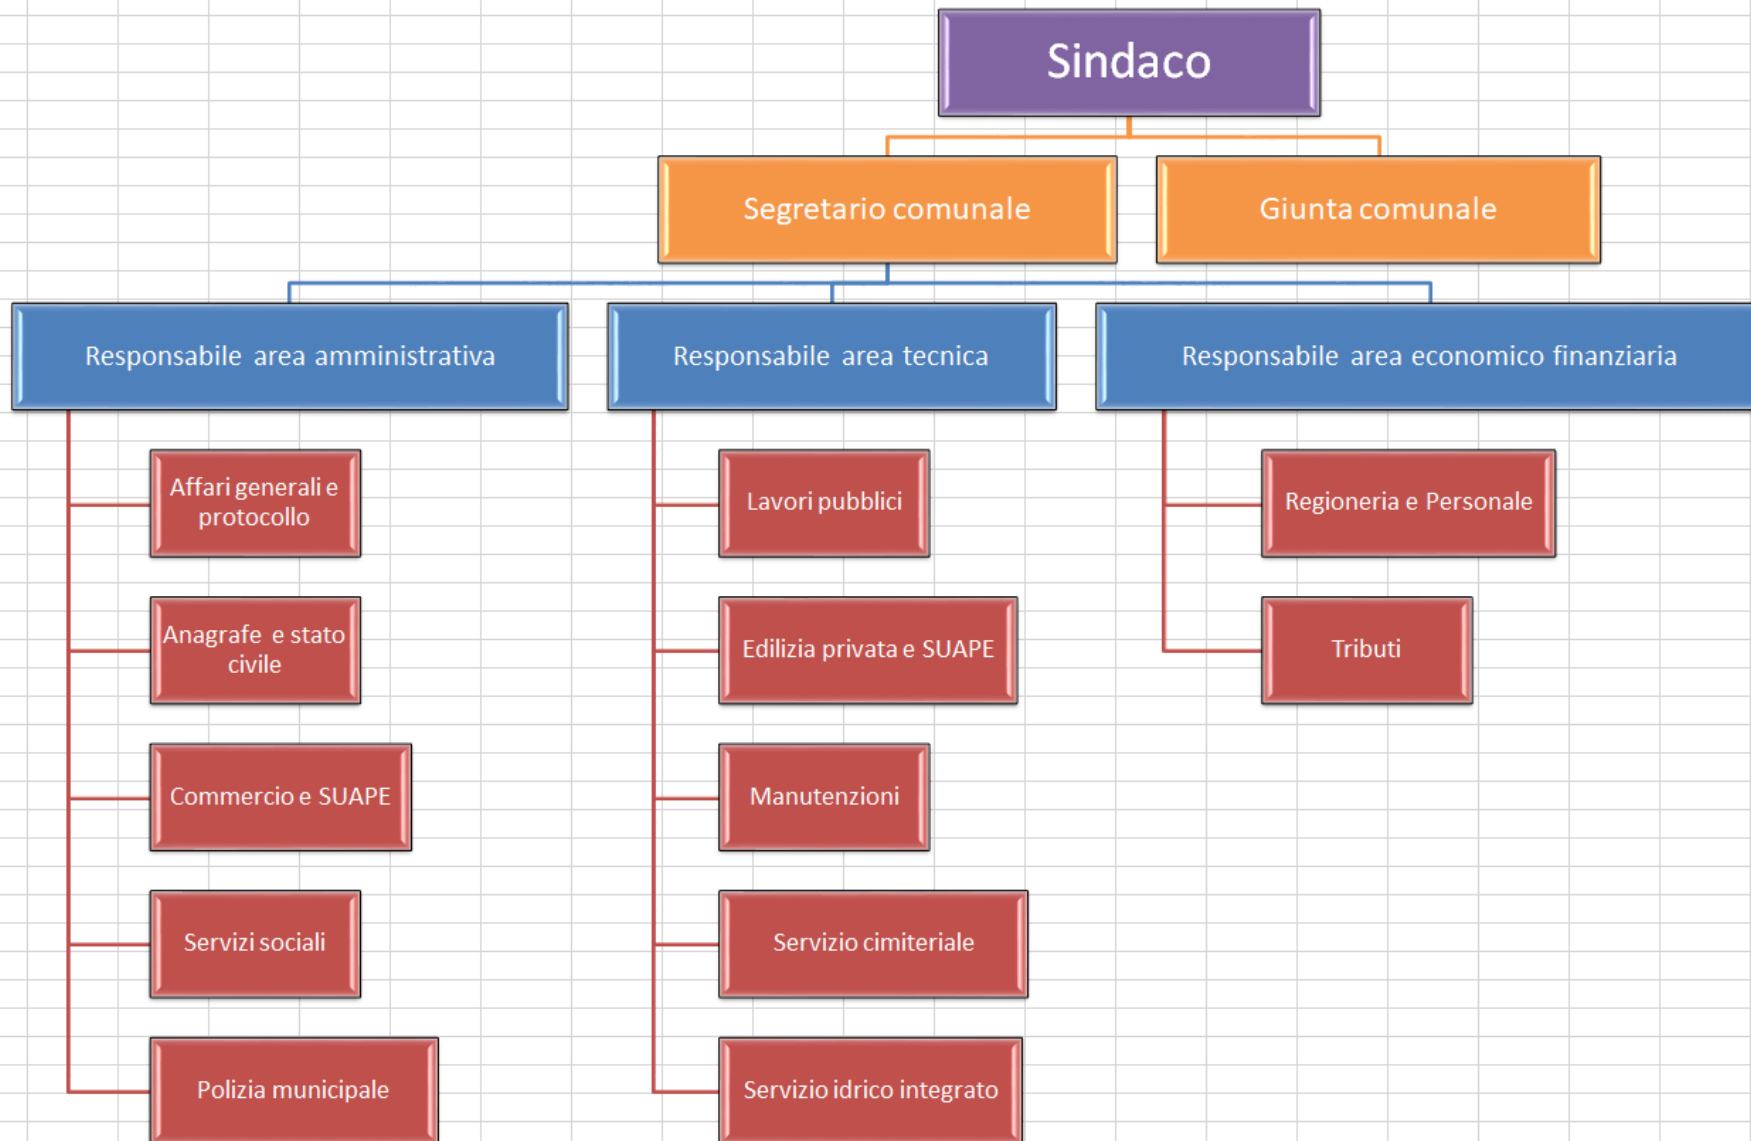 Sindaco
Segretario comunale
Giunta comunale
Responsabile area amministrativa
Responsabile area tecnica
Responsabile area economico finanziaria
Affari generali e
protocollo
Anagrafe e stato
civile
Commercio e SUAPE
Servizi sociali
Polizia municipale
Lavori pubblici
Edilizia privata e SUAPE
Manutenzioni
Servizio cimiteriale
Servizio idrico integrato
Regioneria e Personale
Tributi